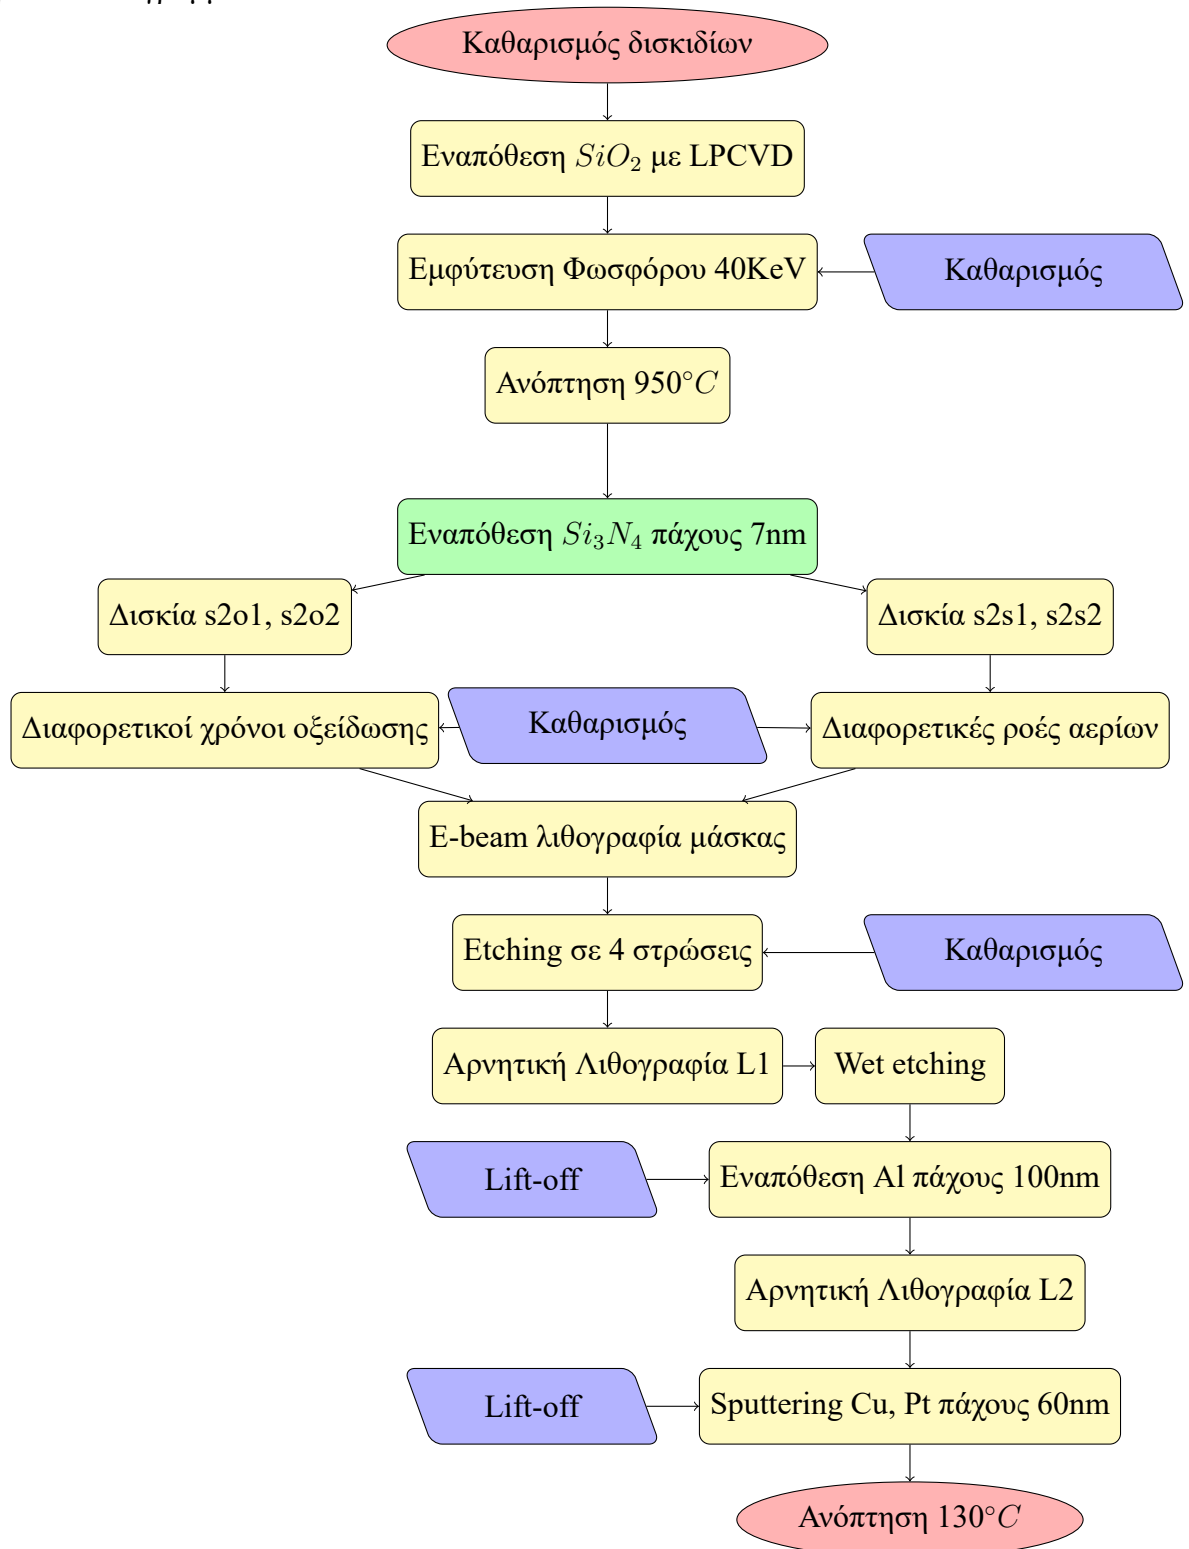 Καθαρισμός δισκιδίων
Εναπόθεση SiO₂ με LPCVD
Εμφύτευση Φωσφόρου 40KeV
Καθαρισμός
Ανόπτηση 950°C
Εναπόθεση Si₃N₄ πάχους 7nm
Δισκία s2o1, s2o2
Δισκία s2s1, s2s2
Διαφορετικοί χρόνοι οξείδωσης
Καθαρισμός
Διαφορετικές ροές αερίων
E-beam λιθογραφία μάσκας
Etching σε 4 στρώσεις
Καθαρισμός
Αρνητική Λιθογραφία L1
Wet etching
Lift-off
Εναπόθεση Al πάχους 100nm
Αρνητική Λιθογραφία L2
Lift-off
Sputtering Cu, Pt πάχους 60nm
Ανόπτηση 130°C